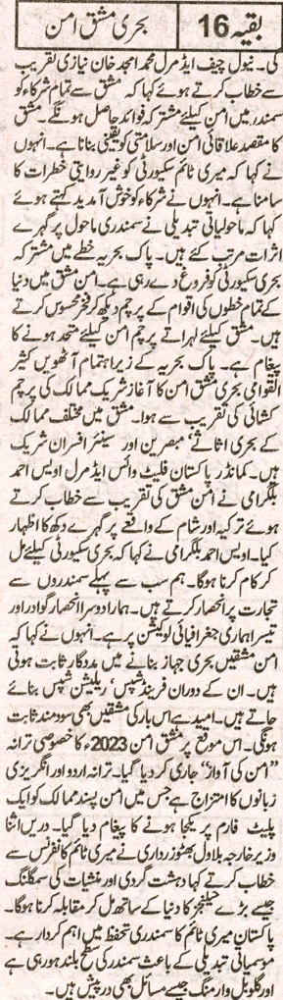 بقیہ 16 بحری مشق امن
کی۔ نیول چیف ایڈمرل محمد امجد خان نیازی تقریب
سے خطاب کرتے ہوئے کہا کہ مشق سے تمام شرکاء کو
سمندر میں امن کیلئے مشترکہ فوائد حاصل ہونگے۔ مشق
کا مقصد علاقائی امن اور سلامتی کو یقینی بنانا ہے۔ انہوں
نے کہا کہ میری ٹائم سکیورٹی کو غیر روایتی خطرات کا
سامنا ہے۔ انہوں نے شرکاء کو خوش آمدید کہتے ہوئے
کہا کہ ماحولیاتی تبدیلی نے سمندری ماحول پر گہرے
اثرات مرتب کئے ہیں۔ پاک بحریہ خطے میں مشترکہ
بحری سکیورٹی کو فروغ دے رہی ہے۔ امن مشق میں دنیا
کے تمام خطوں کی اقوام کے پرچم دیکھ کر فخر محسوس کرتے
ہیں۔ مشق کیلئے لہراتے پرچم امن کیلئے متحد ہونے کا
پیغام ہے۔ پاک بحریہ کے زیر اہتمام آٹھویں کثیر
القوامی بحری مشق امن کا آغاز شریک ممالک کی پرچم
کشائی کی تقریب سے ہوا۔ مشق میں مختلف ممالک
کے بحری اثاثے' مبصرین اور سینئر افسران شریک
ہیں۔ کمانڈر پاکستان فلیٹ وائس ایڈمرل اویس احمد
بلگرامی نے امن مشق کی تقریب سے خطاب کرتے
ہوئے ترکیہ اور شام کے واقعے پر گہرے دکھ کا اظہار
کیا۔ اویس احمد بلگرامی نے کہا کہ بحری سکیورٹی کیلئے مل
کر کام کرنا ہوگا۔ ہم سب سے پہلے سمندروں سے
تجارت پر انحصار کرتے ہیں۔ ہمارا دوسرا انحصار گوادر اور
تیسرا ہماری جغرافیائی لوکیشن پر ہے۔ انہوں نے کہا کہ
امن مشقیں بحری جہاز بنانے میں مددگار ثابت ہوتی
ہیں۔ ان کے دوران فرینڈشپس' ریلیشن شپس بنائے
جاتے ہیں۔ امید ہے اس بار کی مشقیں بھی سودمند ثابت
ہونگی۔ اس موقع پر مشق امن 2023ء کا خصوصی ترانہ
"امن کی آواز" جاری کر دیا گیا۔ ترانہ اردو اور انگریزی
زبانوں کا امتزاج ہے جس میں امن پسند ممالک کو ایک
پلیٹ فارم پر یکجا ہونے کا پیغام دیا گیا۔ دریں اثنا
وزیر خارجہ بلاول بھٹو زرداری نے میری ٹائم کانفرنس سے
خطاب کرتے کہا دہشت گردی اور منشیات کی سمگلنگ
جیسے بڑے چیلنجز کا دنیا کے ساتھ مل کر مقابلہ کرنا ہوگا۔
پاکستان میری ٹائم کا سمندری تحفظ میں اہم کردار ہے۔
موسمیاتی تبدیلی کے باعث سمندر کی سطح بلند ہو رہی ہے
اور گلوبل وارمنگ جیسے مسائل بھی درپیش ہیں۔